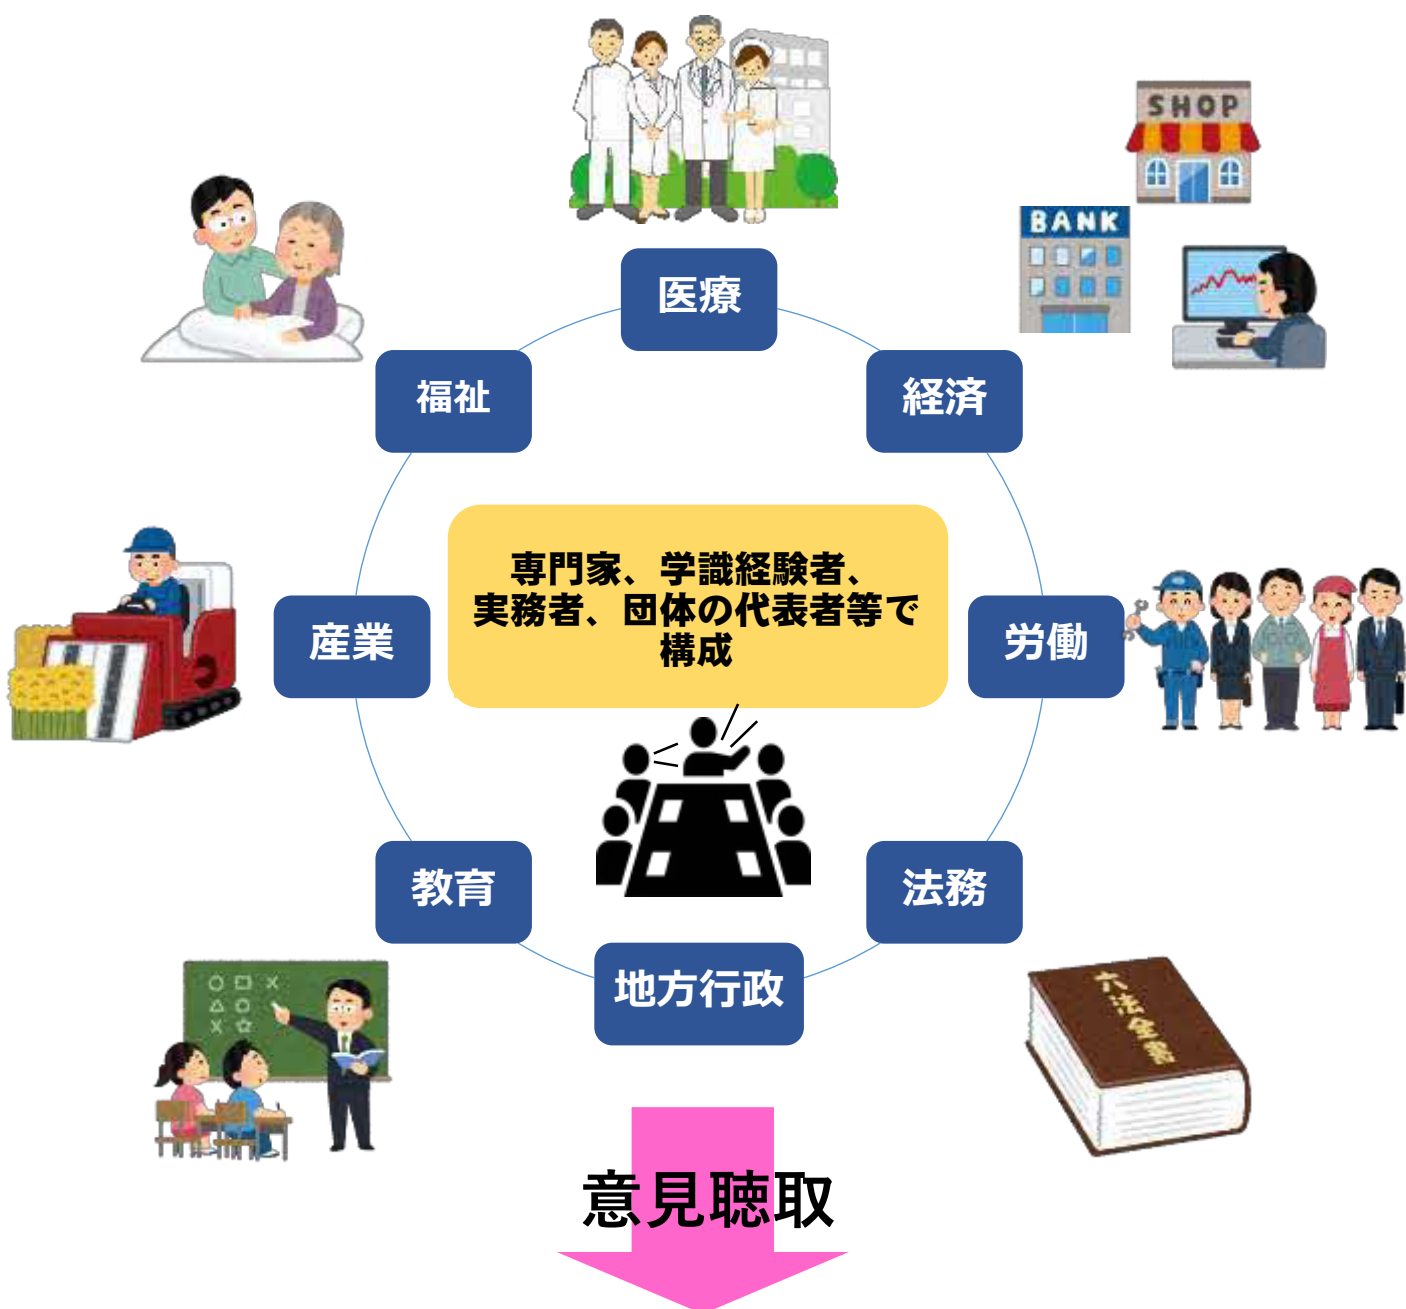 SHOP
BANK
医療
福祉
経済
専門家、学識経験者、
実務者、団体の代表者等で
構成
産業
労働
教育
法務
地方行政
六法全書
意見聴取